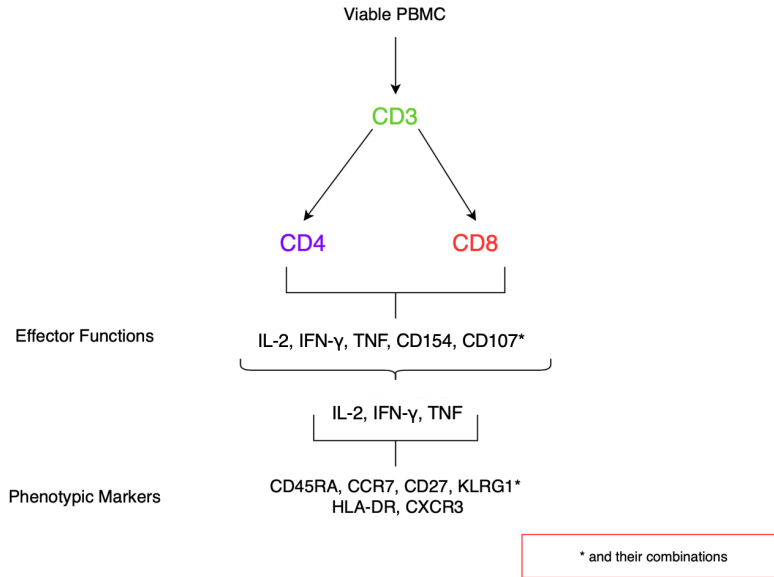 Viable PBMC
CD3
CD4
CD8
Effector Functions
IL-2, IFN-γ, TNF, CD154, CD107*
IL-2, IFN-γ, TNF
Phenotypic Markers
CD45RA, CCR7, CD27, KLRG1*
HLA-DR, CXCR3
* and their combinations